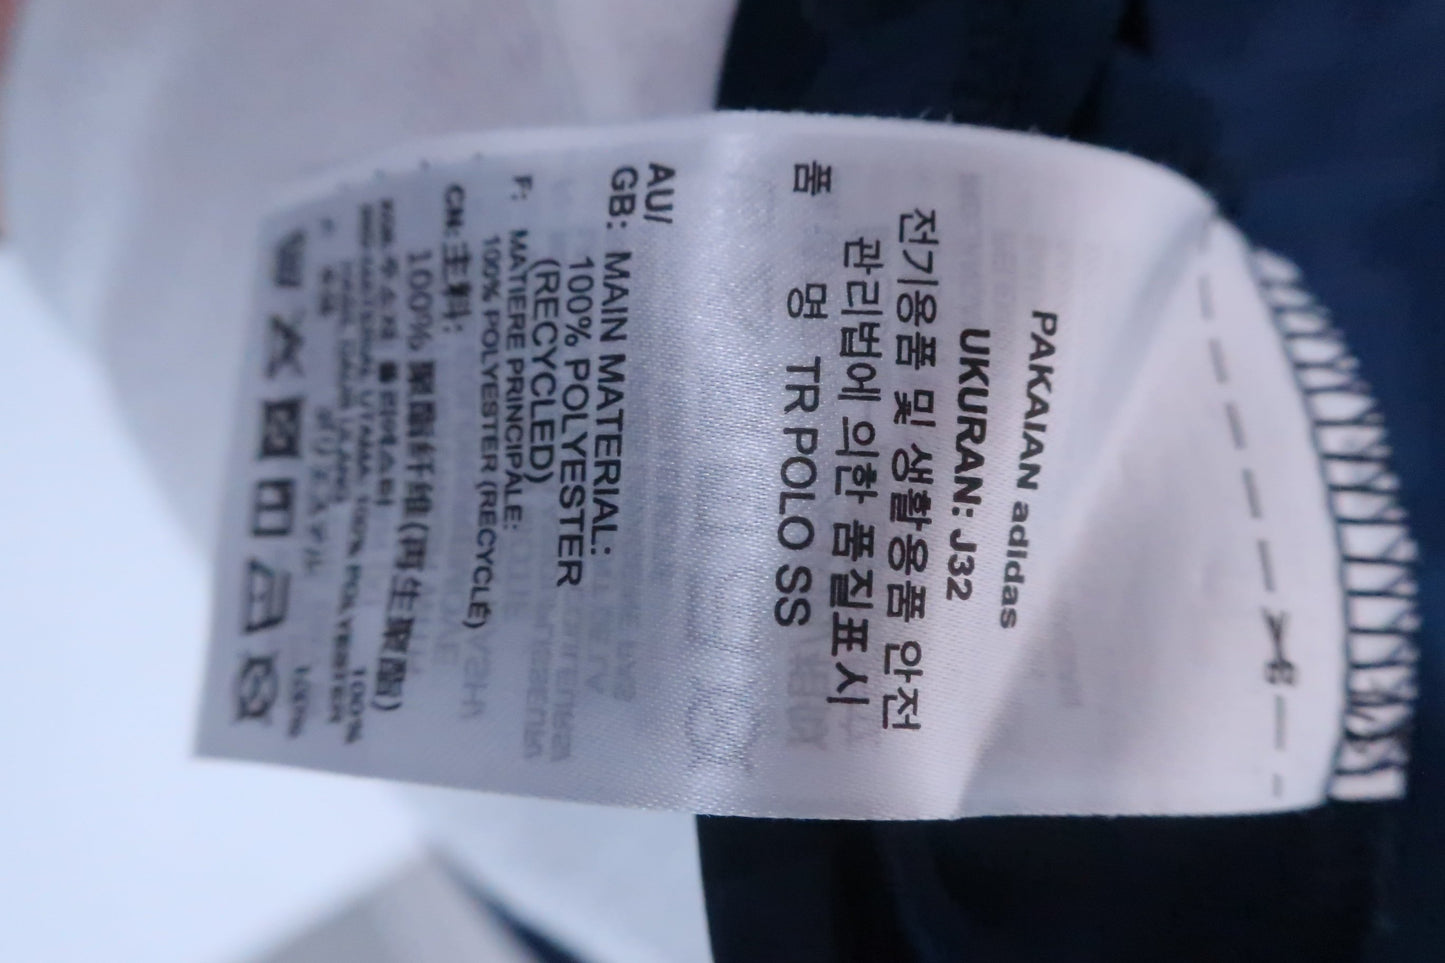 PAKAIAN adidas
UKURAN: J32
전기용품 및 생활용품 안전
관리법에 의한 품질표시
품 명 TR POLO SS
AU/
GB: MAIN MATERIAL:
100% POLYESTER
(RECYCLED)
F: MATIERE PRINCIPALE:
100% POLYESTER (RECYCLÉ)
CN: 主料:
100% 聚酯纤维(再生聚酯)
100%